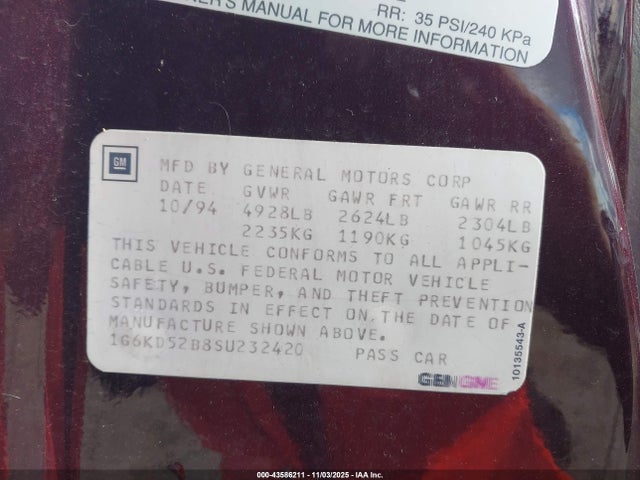 RR: 35 PSI/240 KPa
ER'S MANUAL FOR MORE INFORMATION
GM
MFD BY GENERAL MOTORS CORP
DATE GVWR GAWR FRT GAWR RR
10/94 4928LB 2624LB 2304LB
2235KG 1190KG 1045KG
THIS VEHICLE CONFORMS TO ALL APPLI-
CABLE U.S. FEDERAL MOTOR VEHICLE
SAFETY, BUMPER, AND THEFT PREVENTION
STANDARDS IN EFFECT ON THE DATE OF
MANUFACTURE SHOWN ABOVE.
1G6KD52B8SU232420 PASS CAR
GEN GME
10135543-A
000-43586211 - 11/03/2025 - IAA Inc.